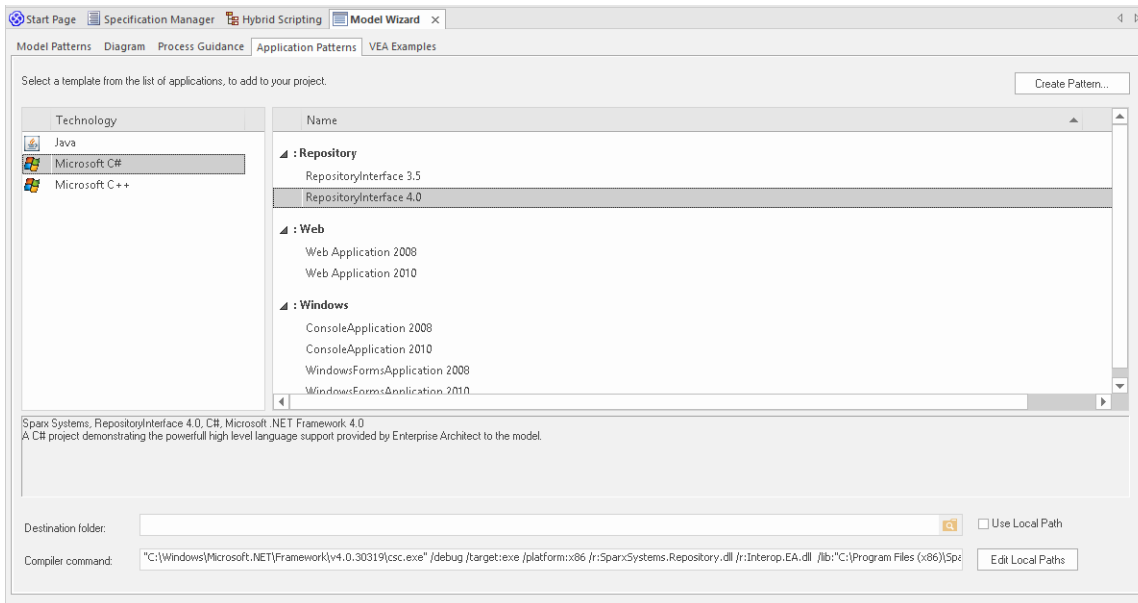 Start Page Specification Manager Hybrid Scripting Model Wizard
Model Patterns Diagram Process Guidance Application Patterns VEA Examples
Select a template from the list of applications, to add to your project.
Create Pattern...
Technology
Java
Microsoft C#
Microsoft C++
Name
: Repository
RepositoryInterface 3.5
RepositoryInterface 4.0
: Web
Web Application 2008
Web Application 2010
: Windows
ConsoleApplication 2008
ConsoleApplication 2010
WindowsFormsApplication 2008
WindowsFormsApplication 2010
Sparx Systems, RepositoryInterface 4.0, C#, Microsoft .NET Framework 4.0
A C# project demonstrating the powerfull high level language support provided by Enterprise Architect to the model.
Destination folder:
Use Local Path
Compiler command: "C:\Windows\Microsoft.NET\Framework\v4.0.30319\csc.exe" /debug /target:exe /platform:x86 /r:SparxSystems.Repository.dll /r:Interop.EA.dll /lib:"C:\Program Files (x86)\Spa
Edit Local Paths